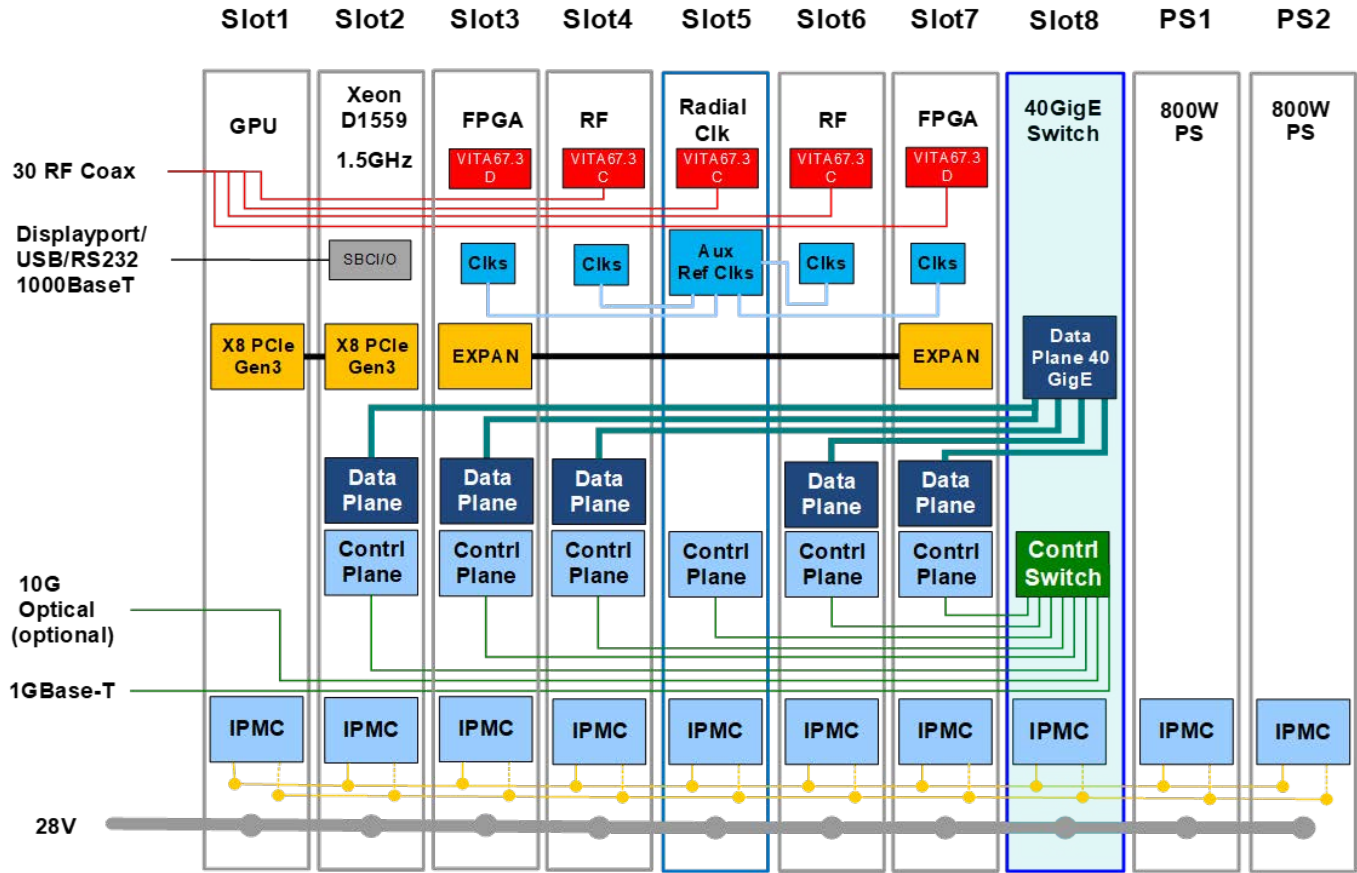 Slot1 Slot2 Slot3 Slot4 Slot5 Slot6 Slot7 Slot8 PS1 PS2
GPU
Xeon
D1559
1.5GHz
FPGA
RF
Radial
Clk
RF
FPGA
40GigE
Switch
800W
PS
800W
PS
30 RF Coax
VITA67.3
D
VITA67.3
C
VITA67.3
C
VITA67.3
C
VITA67.3
D
Displayport/
USB/RS232
1000BaseT
SBCI/O
Clks
Clks
Aux
Ref Clks
Clks
Clks
X8 PCIe
Gen3
X8 PCIe
Gen3
EXPAN
EXPAN
Data
Plane 40
GigE
Data
Plane
Data
Plane
Data
Plane
Data
Plane
Data
Plane
Contrl
Plane
Contrl
Plane
Contrl
Plane
Contrl
Plane
Contrl
Plane
Contrl
Plane
Contrl
Switch
10G
Optical
(optional)
1GBase-T
IPMC IPMC IPMC IPMC IPMC IPMC IPMC IPMC IPMC IPMC
28V